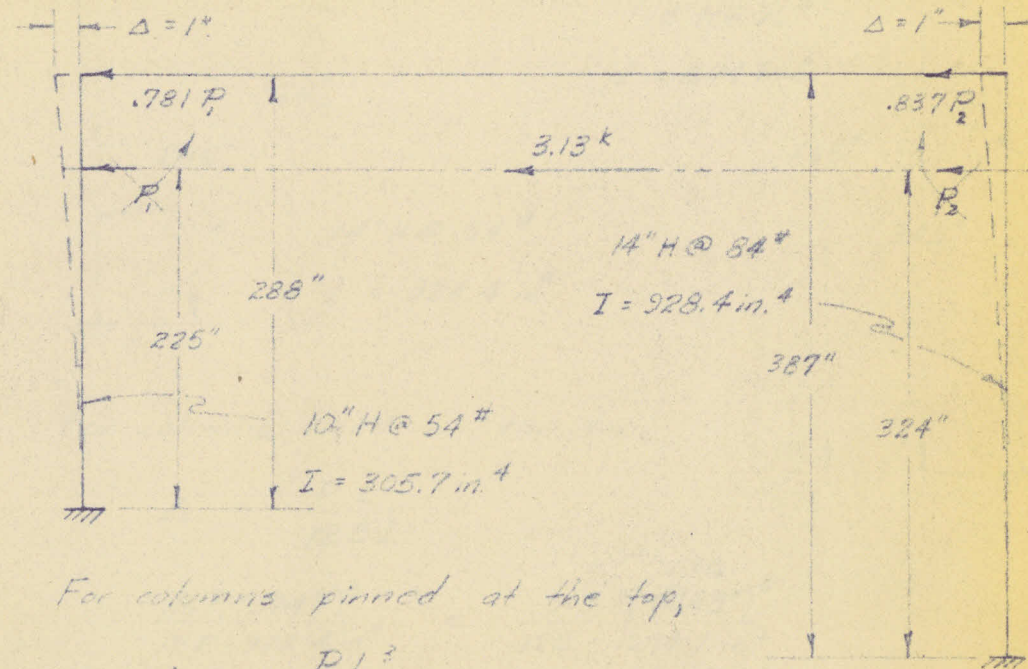 Δ = 1"
Δ = 1"
.781 P₁
.837 P₂
3.13 k
P₁
P₂
14" H @ 84#
I = 928.4 in.⁴
288"
225"
387"
324"
10" H @ 54#
I = 305.7 in.⁴
For columns pinned at the top,